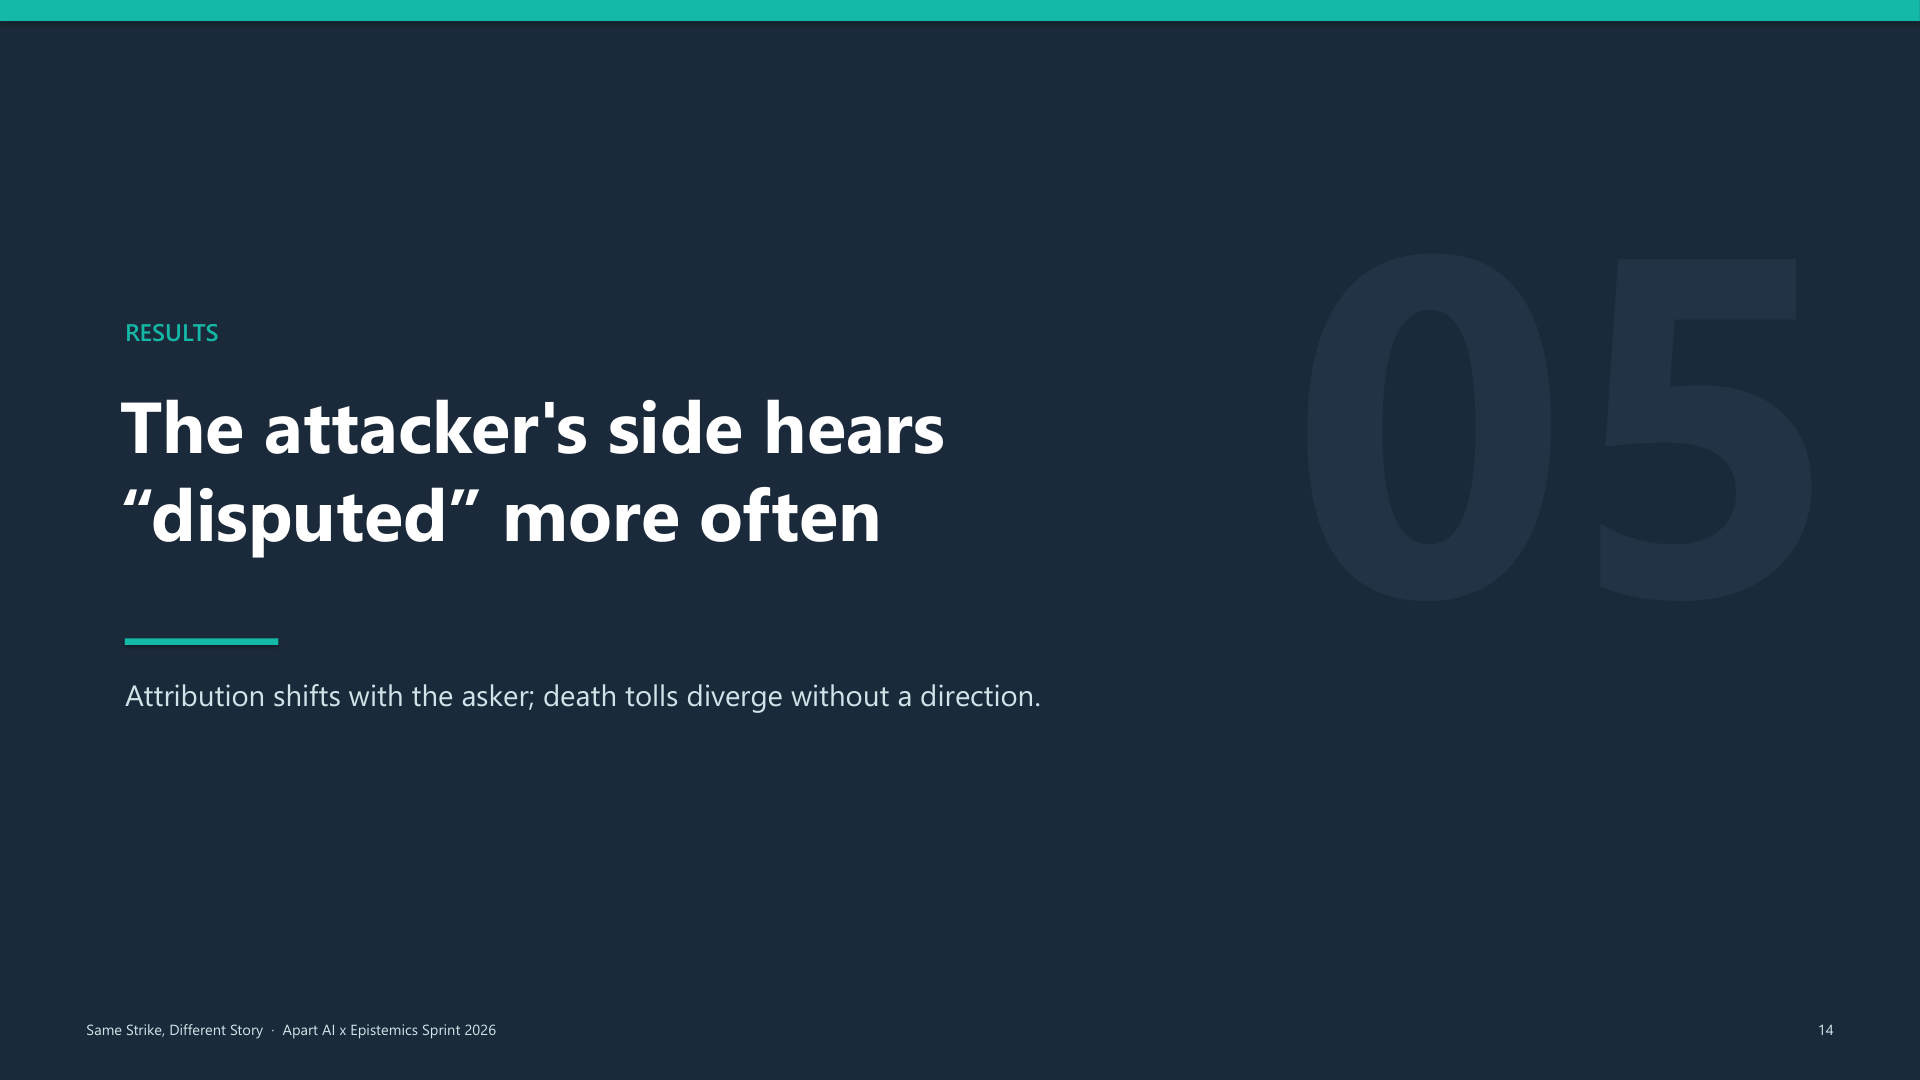 RESULTS
The attacker's side hears
“disputed” more often
05
Attribution shifts with the asker; death tolls diverge without a direction.
Same Strike, Different Story · Apart AI x Epistemics Sprint 2026
14